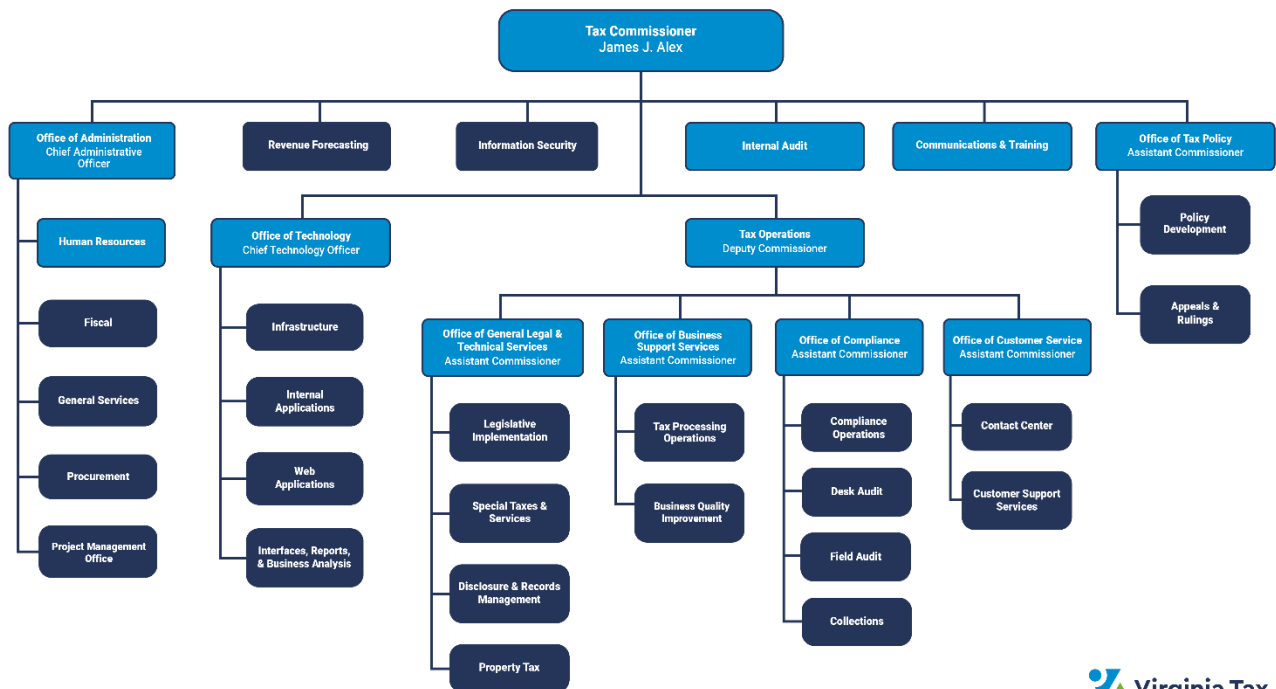 Tax Commissioner
James J. Alex
Office of Administration
Chief Administrative
Officer
Revenue Forecasting
Information Security
Internal Audit
Communications & Training
Office of Tax Policy
Assistant Commissioner
Human Resources
Fiscal
General Services
Procurement
Project Management
Office
Office of Technology
Chief Technology Officer
Infrastructure
Internal
Applications
Web
Applications
Interfaces, Reports,
& Business Analysis
Tax Operations
Deputy Commissioner
Office of General Legal &
Technical Services
Assistant Commissioner
Legislative
Implementation
Special Taxes &
Services
Disclosure & Records
Management
Property Tax
Office of Business
Support Services
Assistant Commissioner
Tax Processing
Operations
Business Quality
Improvement
Office of Compliance
Assistant Commissioner
Compliance
Operations
Desk Audit
Field Audit
Collections
Office of Customer Service
Assistant Commissioner
Contact Center
Customer Support
Services
Policy
Development
Appeals &
Rulings
Virginia Tax